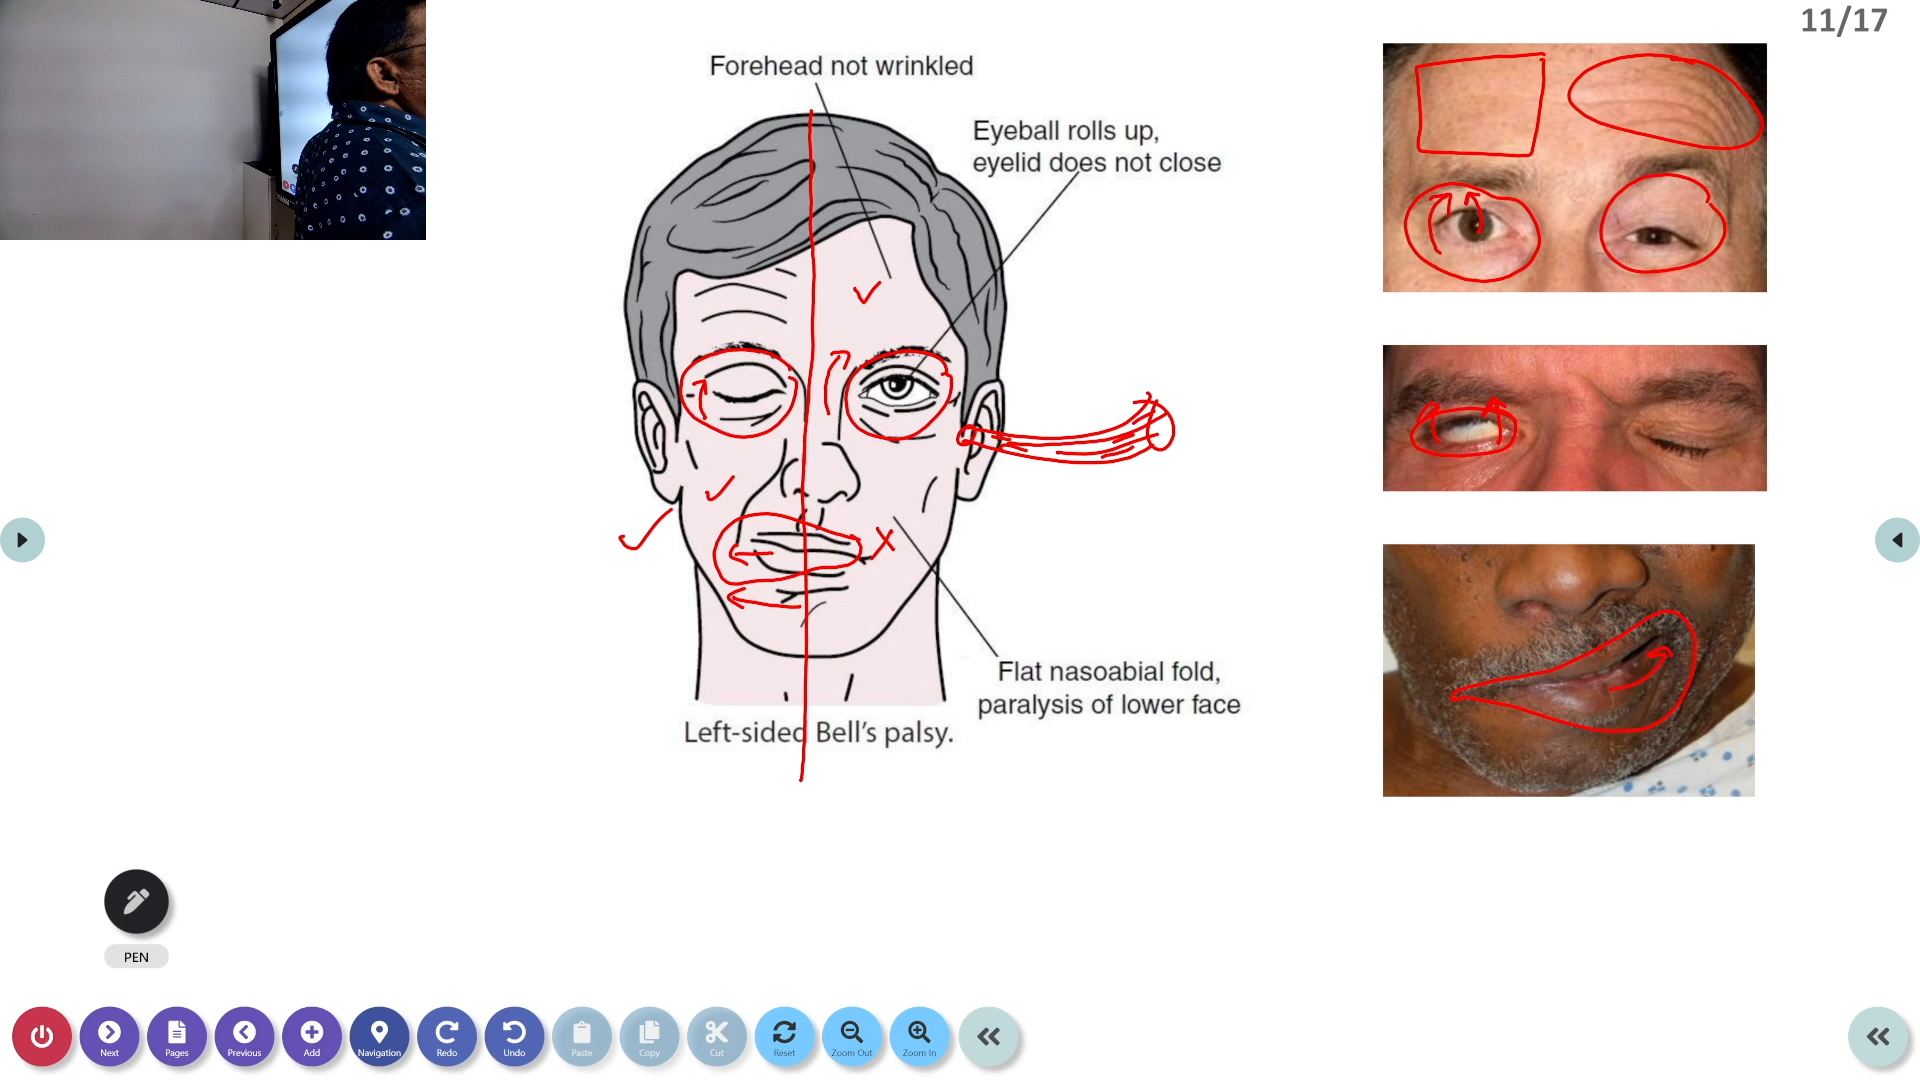 11/17
Forehead not wrinkled
Eyeball rolls up,
eyelid does not close
Flat nasoabial fold,
paralysis of lower face
Left-sided Bell's palsy.
PEN
Next
Pages
Previous
Add
Navigation
Redo
Undo
Paste
Copy
Cut
Reset
Zoom Out
Zoom In